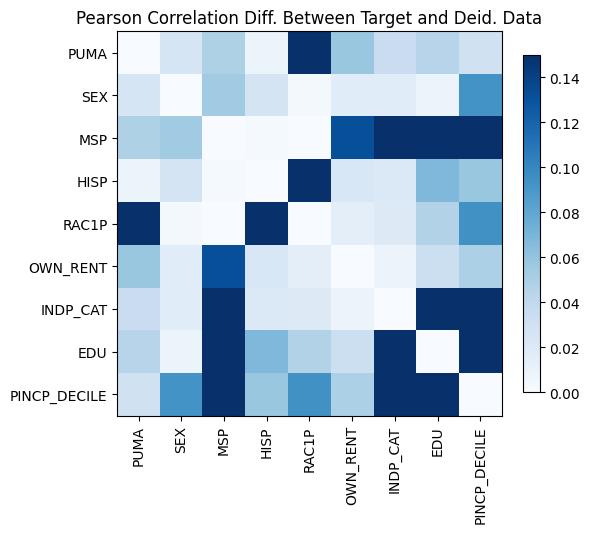 Pearson Correlation Diff. Between Target and Deid. Data
PUMA
SEX
MSP
HISP
RAC1P
OWN_RENT
INDP_CAT
EDU
PINCP_DECILE
PUMA
SEX
MSP
HISP
RAC1P
OWN_RENT
INDP_CAT
EDU
PINCP_DECILE
0.14
0.12
0.10
0.08
0.06
0.04
0.02
0.00